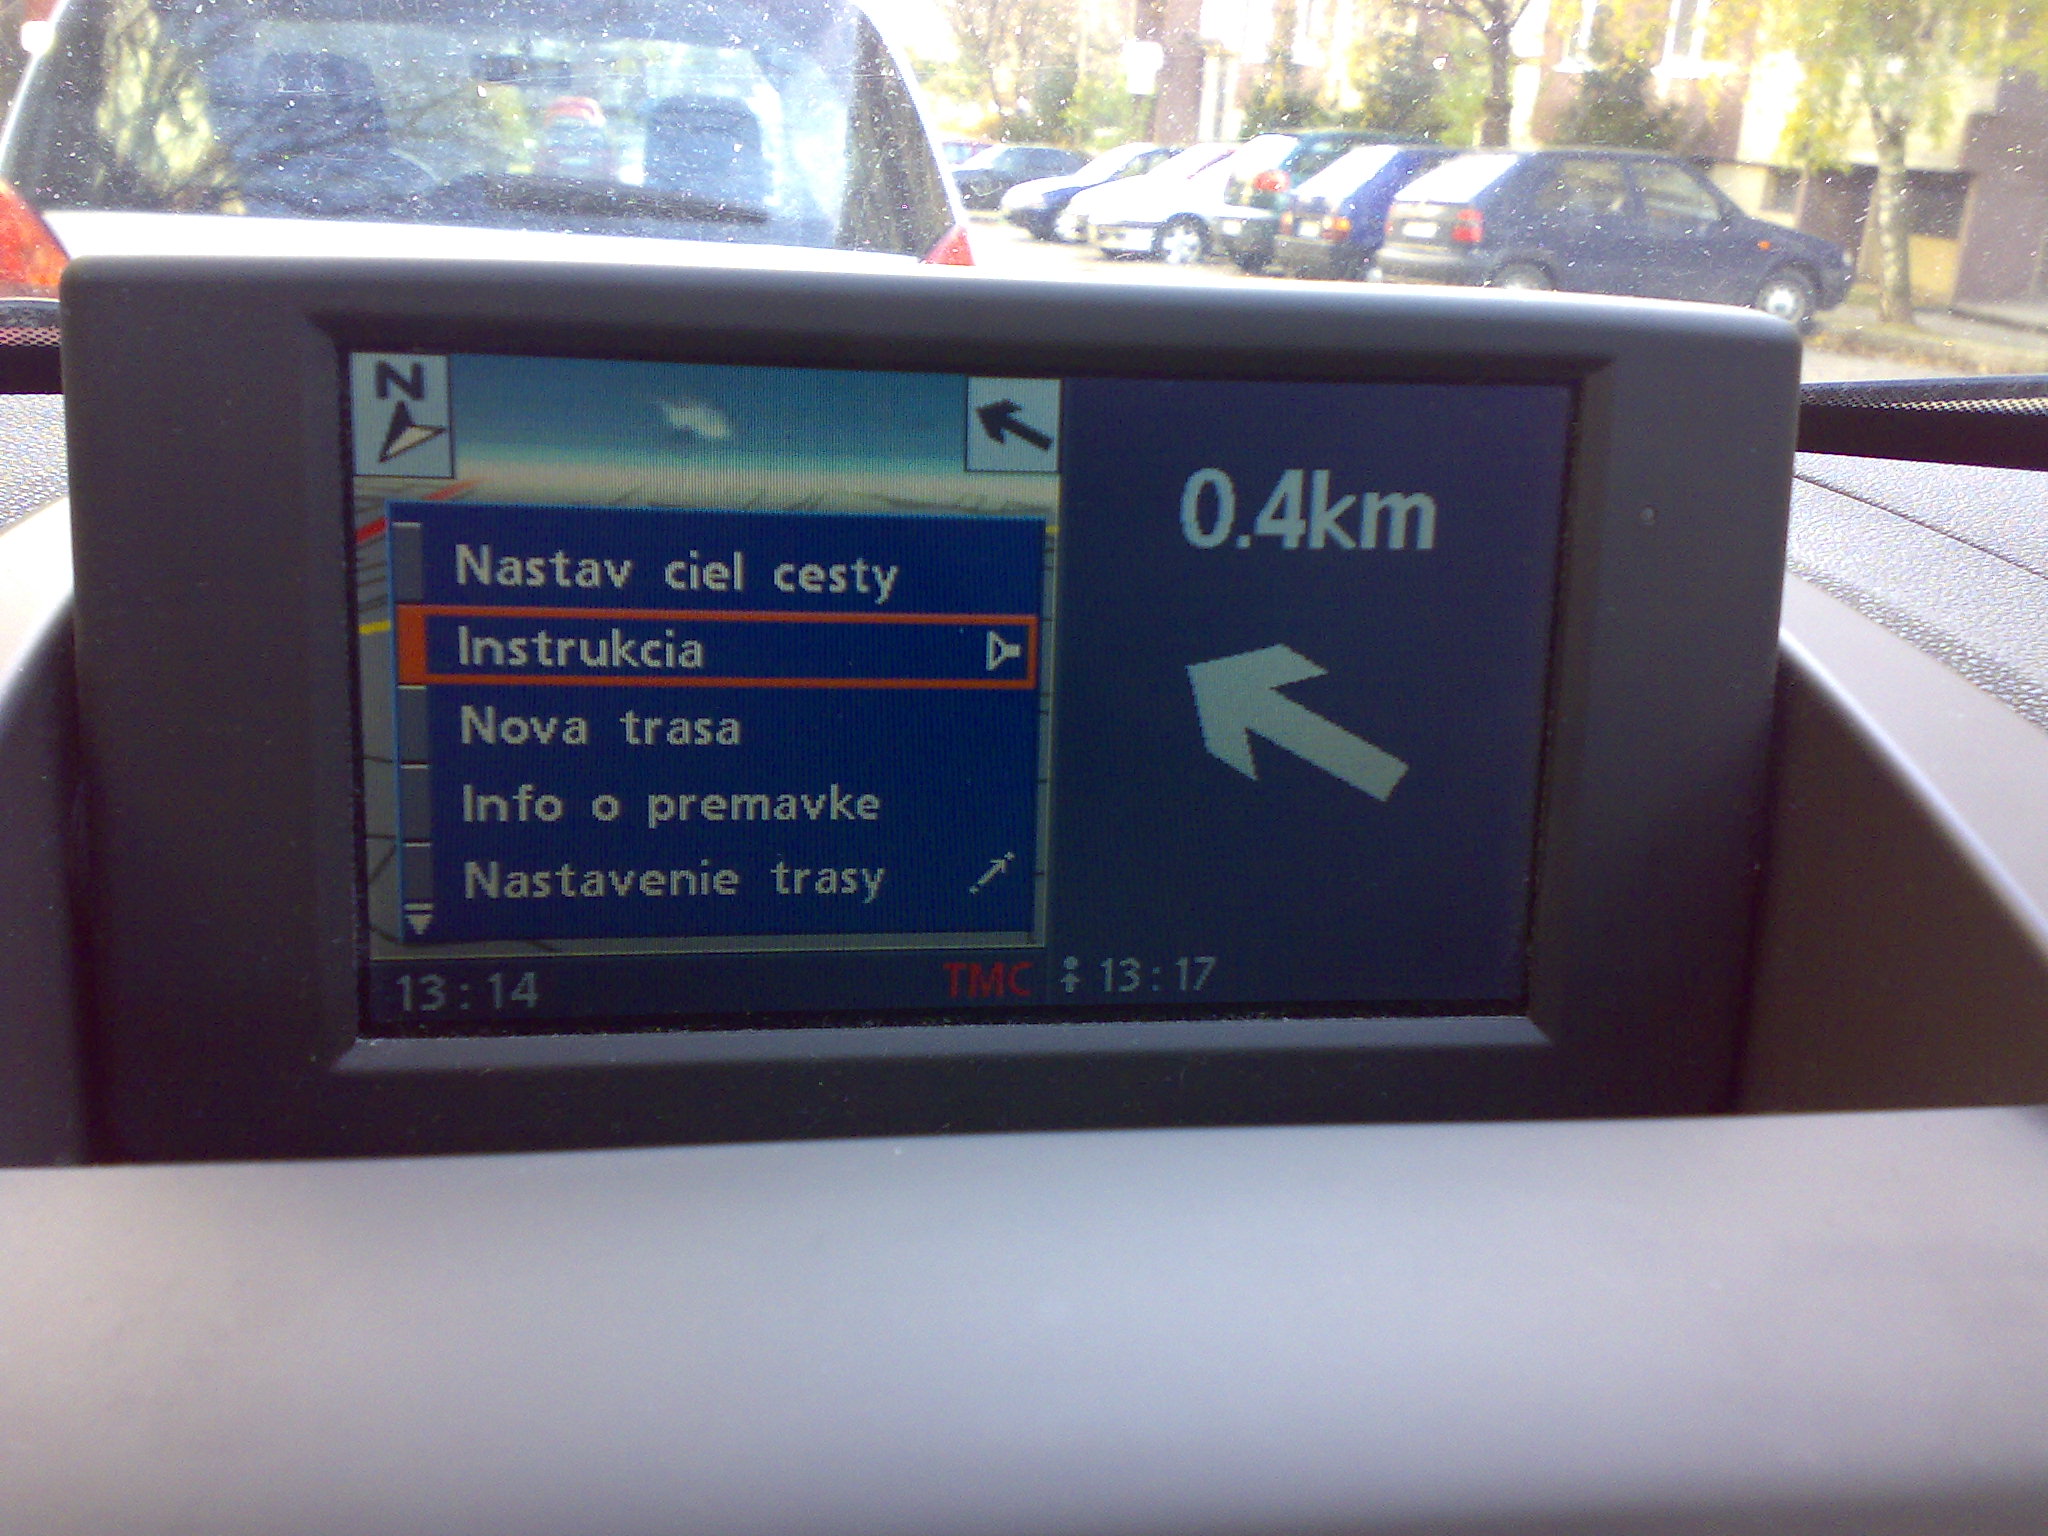 N
0.4km
Nastav ciel cesty
Instrukcia
Nova trasa
Info o premavke
Nastavenie trasy
13:14
TMC
13:17